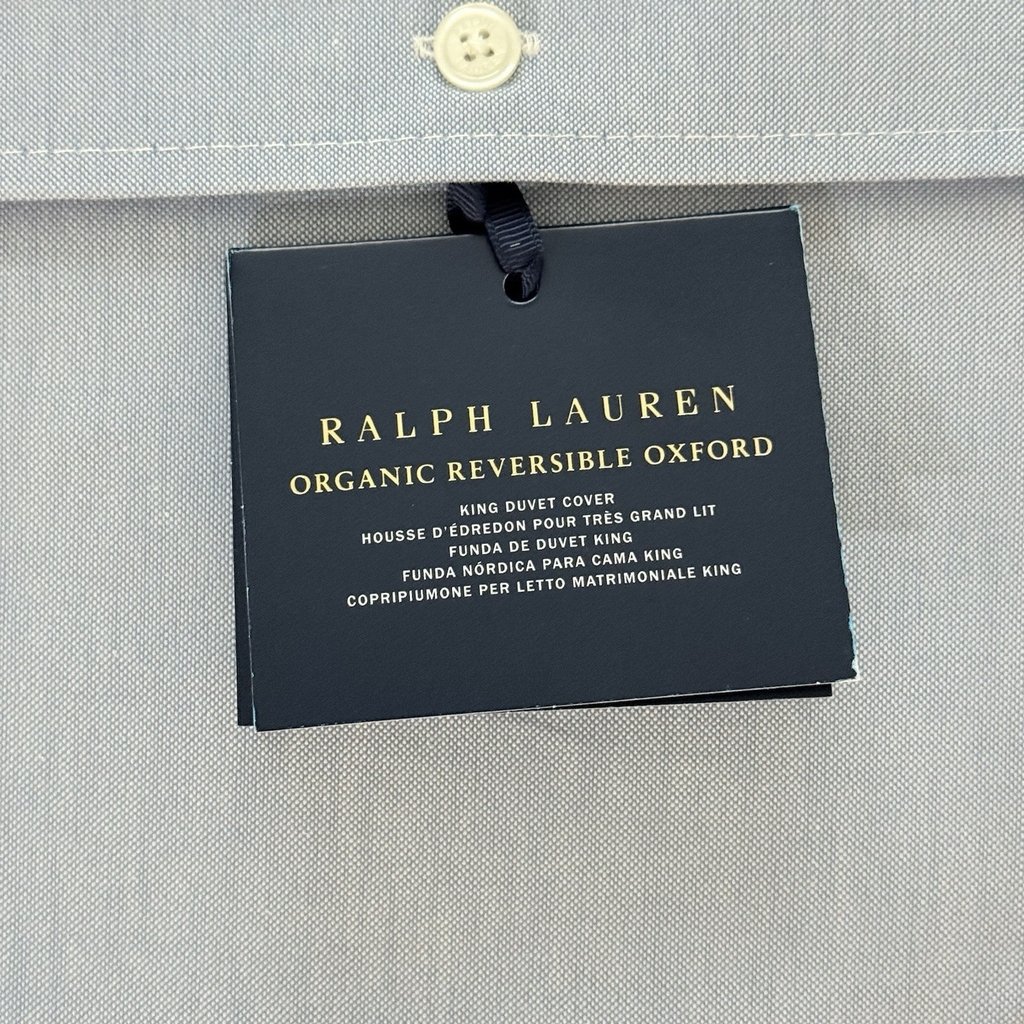 RALPH LAUREN
ORGANIC REVERSIBLE OXFORD
KING DUVET COVER
HOUSSE D'ÉDREDON POUR TRÈS GRAND LIT
FUNDA DE DUVET KING
FUNDA NÓRDICA PARA CAMA KING
COPRIPIUMONE PER LETTO MATRIMONIALE KING